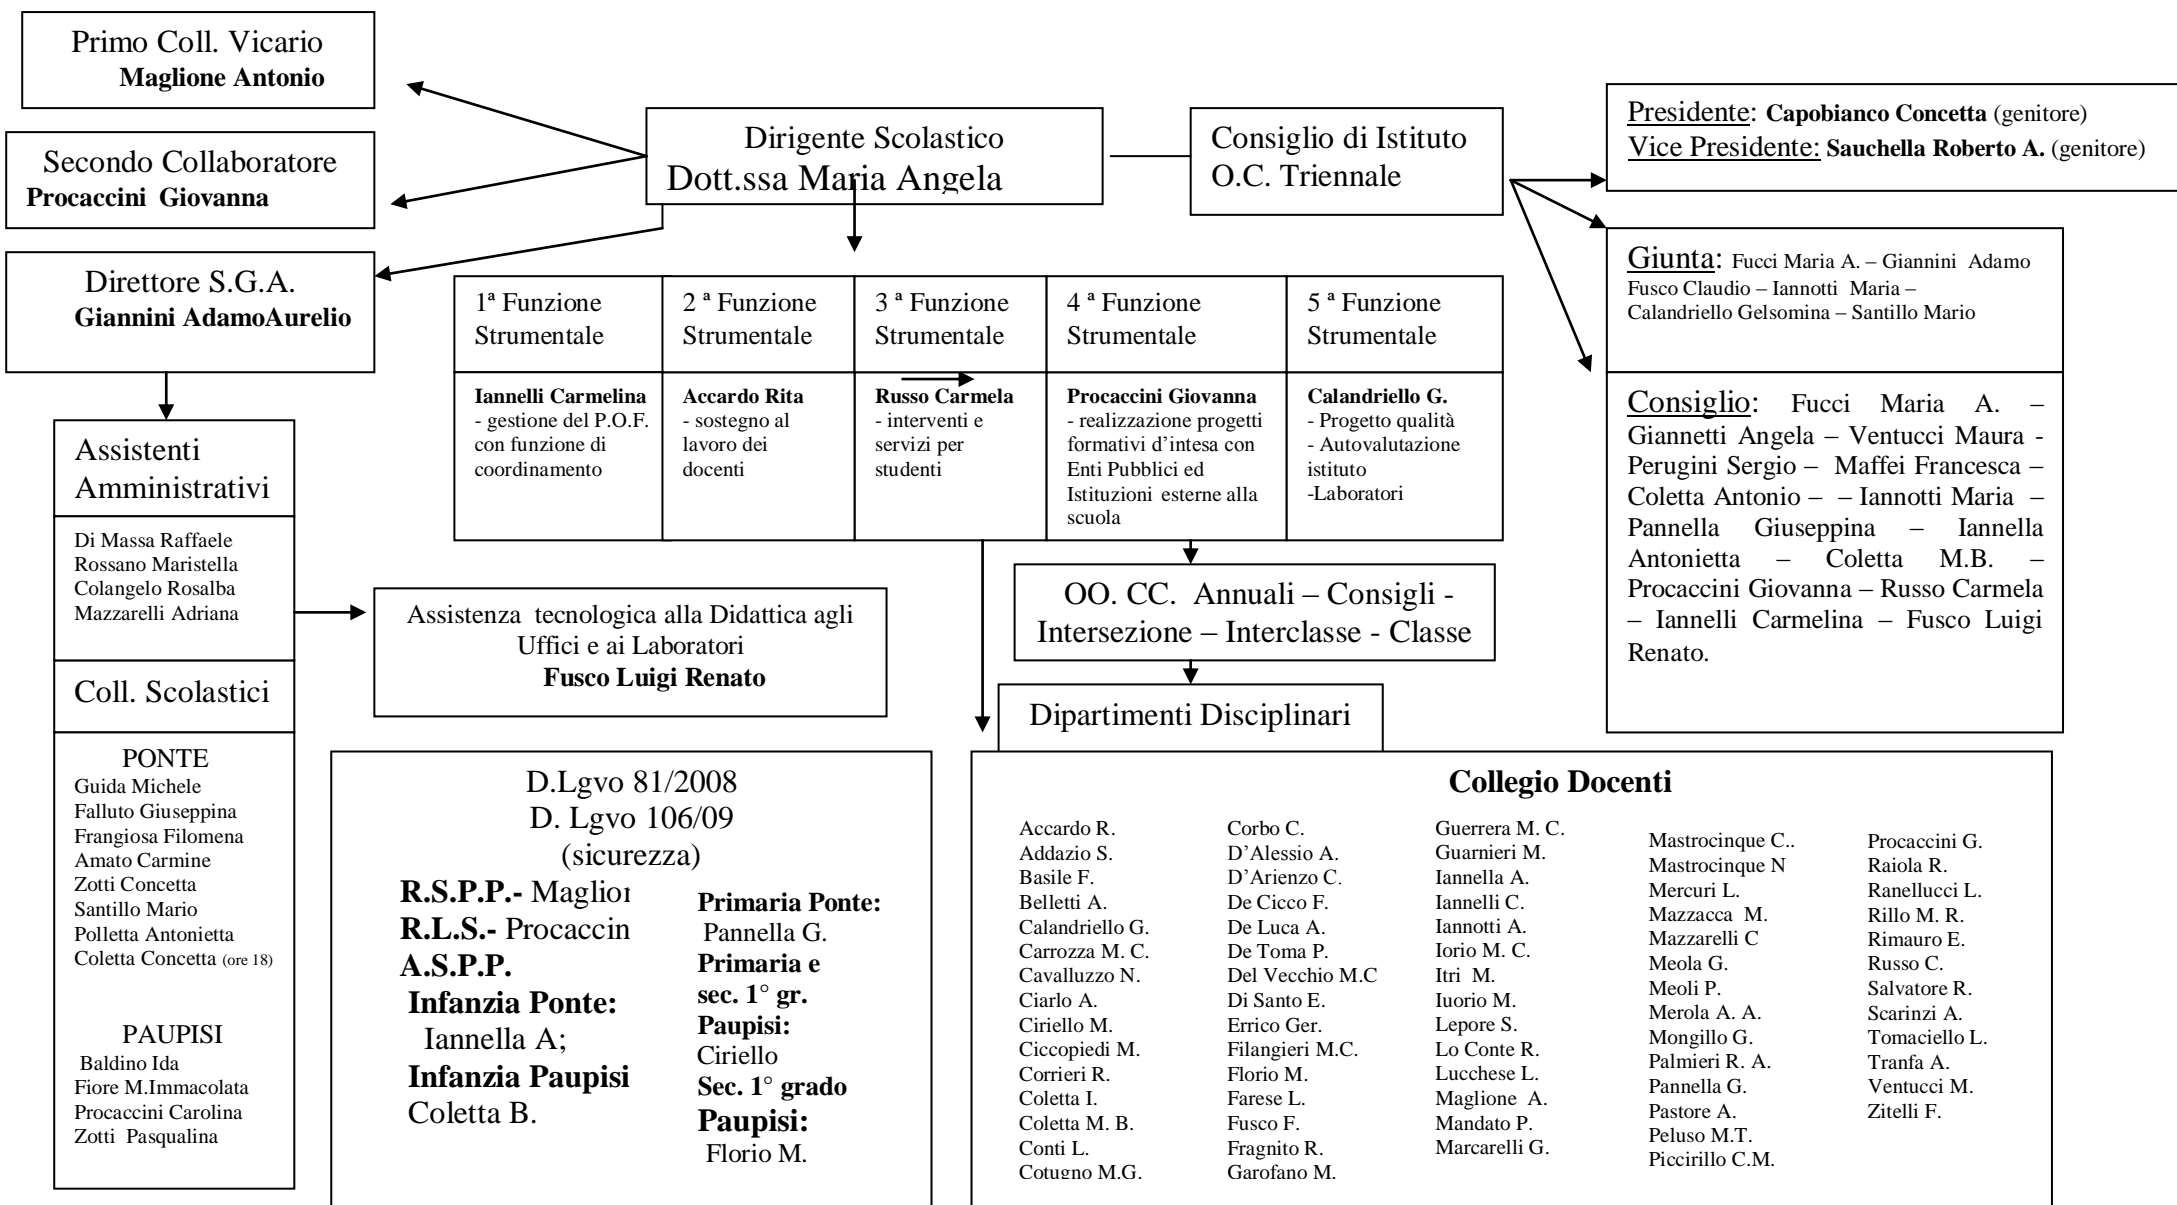 Primo Coll. Vicario
Maglione Antonio
Secondo Collaboratore
Procaccini Giovanna
Direttore S.G.A.
Giannini AdamoAurelio
Dirigente Scolastico
Dott.ssa Maria Angela
Consiglio di Istituto
O.C. Triennale
Presidente: Capobianco Concetta (genitore)
Vice Presidente: Sauchella Roberto A. (genitore)
Giunta: Fucci Maria A. – Giannini Adamo
Fusco Claudio – Iannotti Maria –
Calandriello Gelsomina – Santillo Mario
Consiglio: Fucci Maria A. –
Giannetti Angela – Ventucci Maura -
Perugini Sergio – Maffei Francesca –
Coletta Antonio – – Iannotti Maria –
Pannella Giuseppina – Iannella
Antonietta – Coletta M.B. –
Procaccini Giovanna – Russo Carmela
– Iannelli Carmelina – Fusco Luigi
Renato.
1ª Funzione
Strumentale
Iannelli Carmelina
- gestione del P.O.F.
con funzione di
coordinamento
2 ª Funzione
Strumentale
Accardo Rita
- sostegno al
lavoro dei
docenti
3 ª Funzione
Strumentale
Russo Carmela
- interventi e
servizi per
studenti
4 ª Funzione
Strumentale
Procaccini Giovanna
- realizzazione progetti
formativi d’intesa con
Enti Pubblici ed
Istituzioni esterne alla
scuola
5 ª Funzione
Strumentale
Calandriello G.
- Progetto qualità
- Autovalutazione
istituto
-Laboratori
Assistenti
Amministrativi
Di Massa Raffaele
Rossano Maristella
Colangelo Rosalba
Mazzarelli Adriana
Coll. Scolastici
PONTE
Guida Michele
Falluto Giuseppina
Frangiosa Filomena
Amato Carmine
Zotti Concetta
Santillo Mario
Polletta Antonietta
Coletta Concetta (ore 18)
PAUPISI
Baldino Ida
Fiore M.Immacolata
Procaccini Carolina
Zotti Pasqualina
Assistenza tecnologica alla Didattica agli
Uffici e ai Laboratori
Fusco Luigi Renato
OO. CC. Annuali – Consigli -
Intersezione – Interclasse - Classe
Dipartimenti Disciplinari
D.Lgvo 81/2008
D. Lgvo 106/09
(sicurezza)
R.S.P.P.- Maglion
R.L.S.- Procaccin
A.S.P.P.
Infanzia Ponte:
Iannella A;
Infanzia Paupisi
Coletta B.
Primaria Ponte:
Pannella G.
Primaria e
sec. 1° gr.
Paupisi:
Ciriello
Sec. 1° grado
Paupisi:
Florio M.
Collegio Docenti
Accardo R.
Addazio S.
Basile F.
Belletti A.
Calandriello G.
Carrozza M. C.
Cavalluzzo N.
Ciarlo A.
Ciriello M.
Ciccopiedi M.
Corrieri R.
Coletta I.
Coletta M. B.
Conti L.
Cotugno M.G.
Corbo C.
D’Alessio A.
D’Arienzo C.
De Cicco F.
De Luca A.
De Toma P.
Del Vecchio M.C
Di Santo E.
Errico Ger.
Filangieri M.C.
Florio M.
Farese L.
Fusco F.
Fragnito R.
Garofano M.
Guerrera M. C.
Guarnieri M.
Iannella A.
Iannelli C.
Iannotti A.
Iorio M. C.
Itri M.
Iuorio M.
Lepore S.
Lo Conte R.
Lucchese L.
Maglione A.
Mandato P.
Marcarelli G.
Mastrocinque C..
Mastrocinque N
Mercuri L.
Mazzacca M.
Mazzarelli C
Meola G.
Meoli P.
Merola A. A.
Mongillo G.
Palmieri R. A.
Pannella G.
Pastore A.
Peluso M.T.
Piccirillo C.M.
Procaccini G.
Raiola R.
Ranellucci L.
Rillo M. R.
Rimauro E.
Russo C.
Salvatore R.
Scarinzi A.
Tomaciello L.
Tranfa A.
Ventucci M.
Zitelli F.